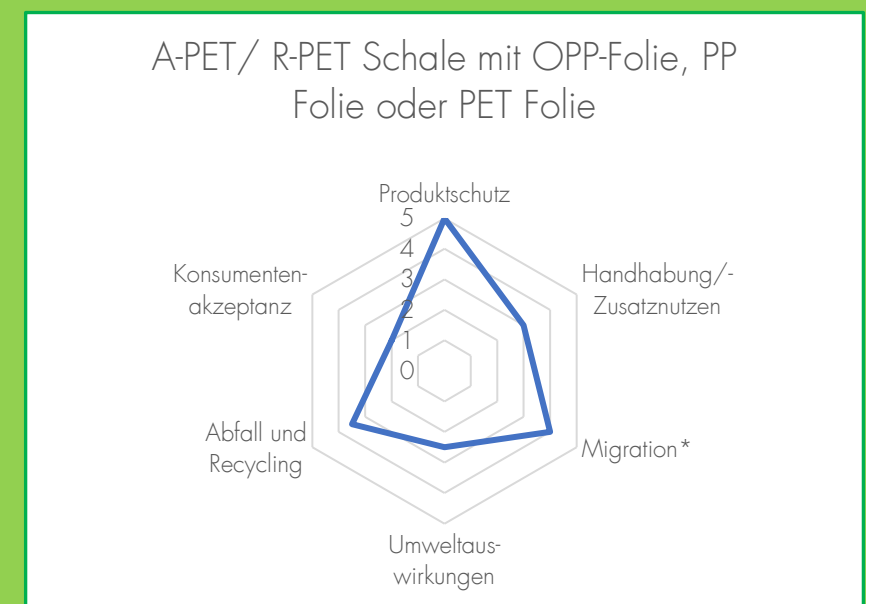 A-PET/ R-PET Schale mit OPP-Folie, PP
Folie oder PET Folie
Produktschutz
5
4
3
2
1
0
Handhabung/-
Zusatznutzen
Migration*
Umweltaus-
wirkungen
Abfall und
Recycling
Konsumenten-
akzeptanz